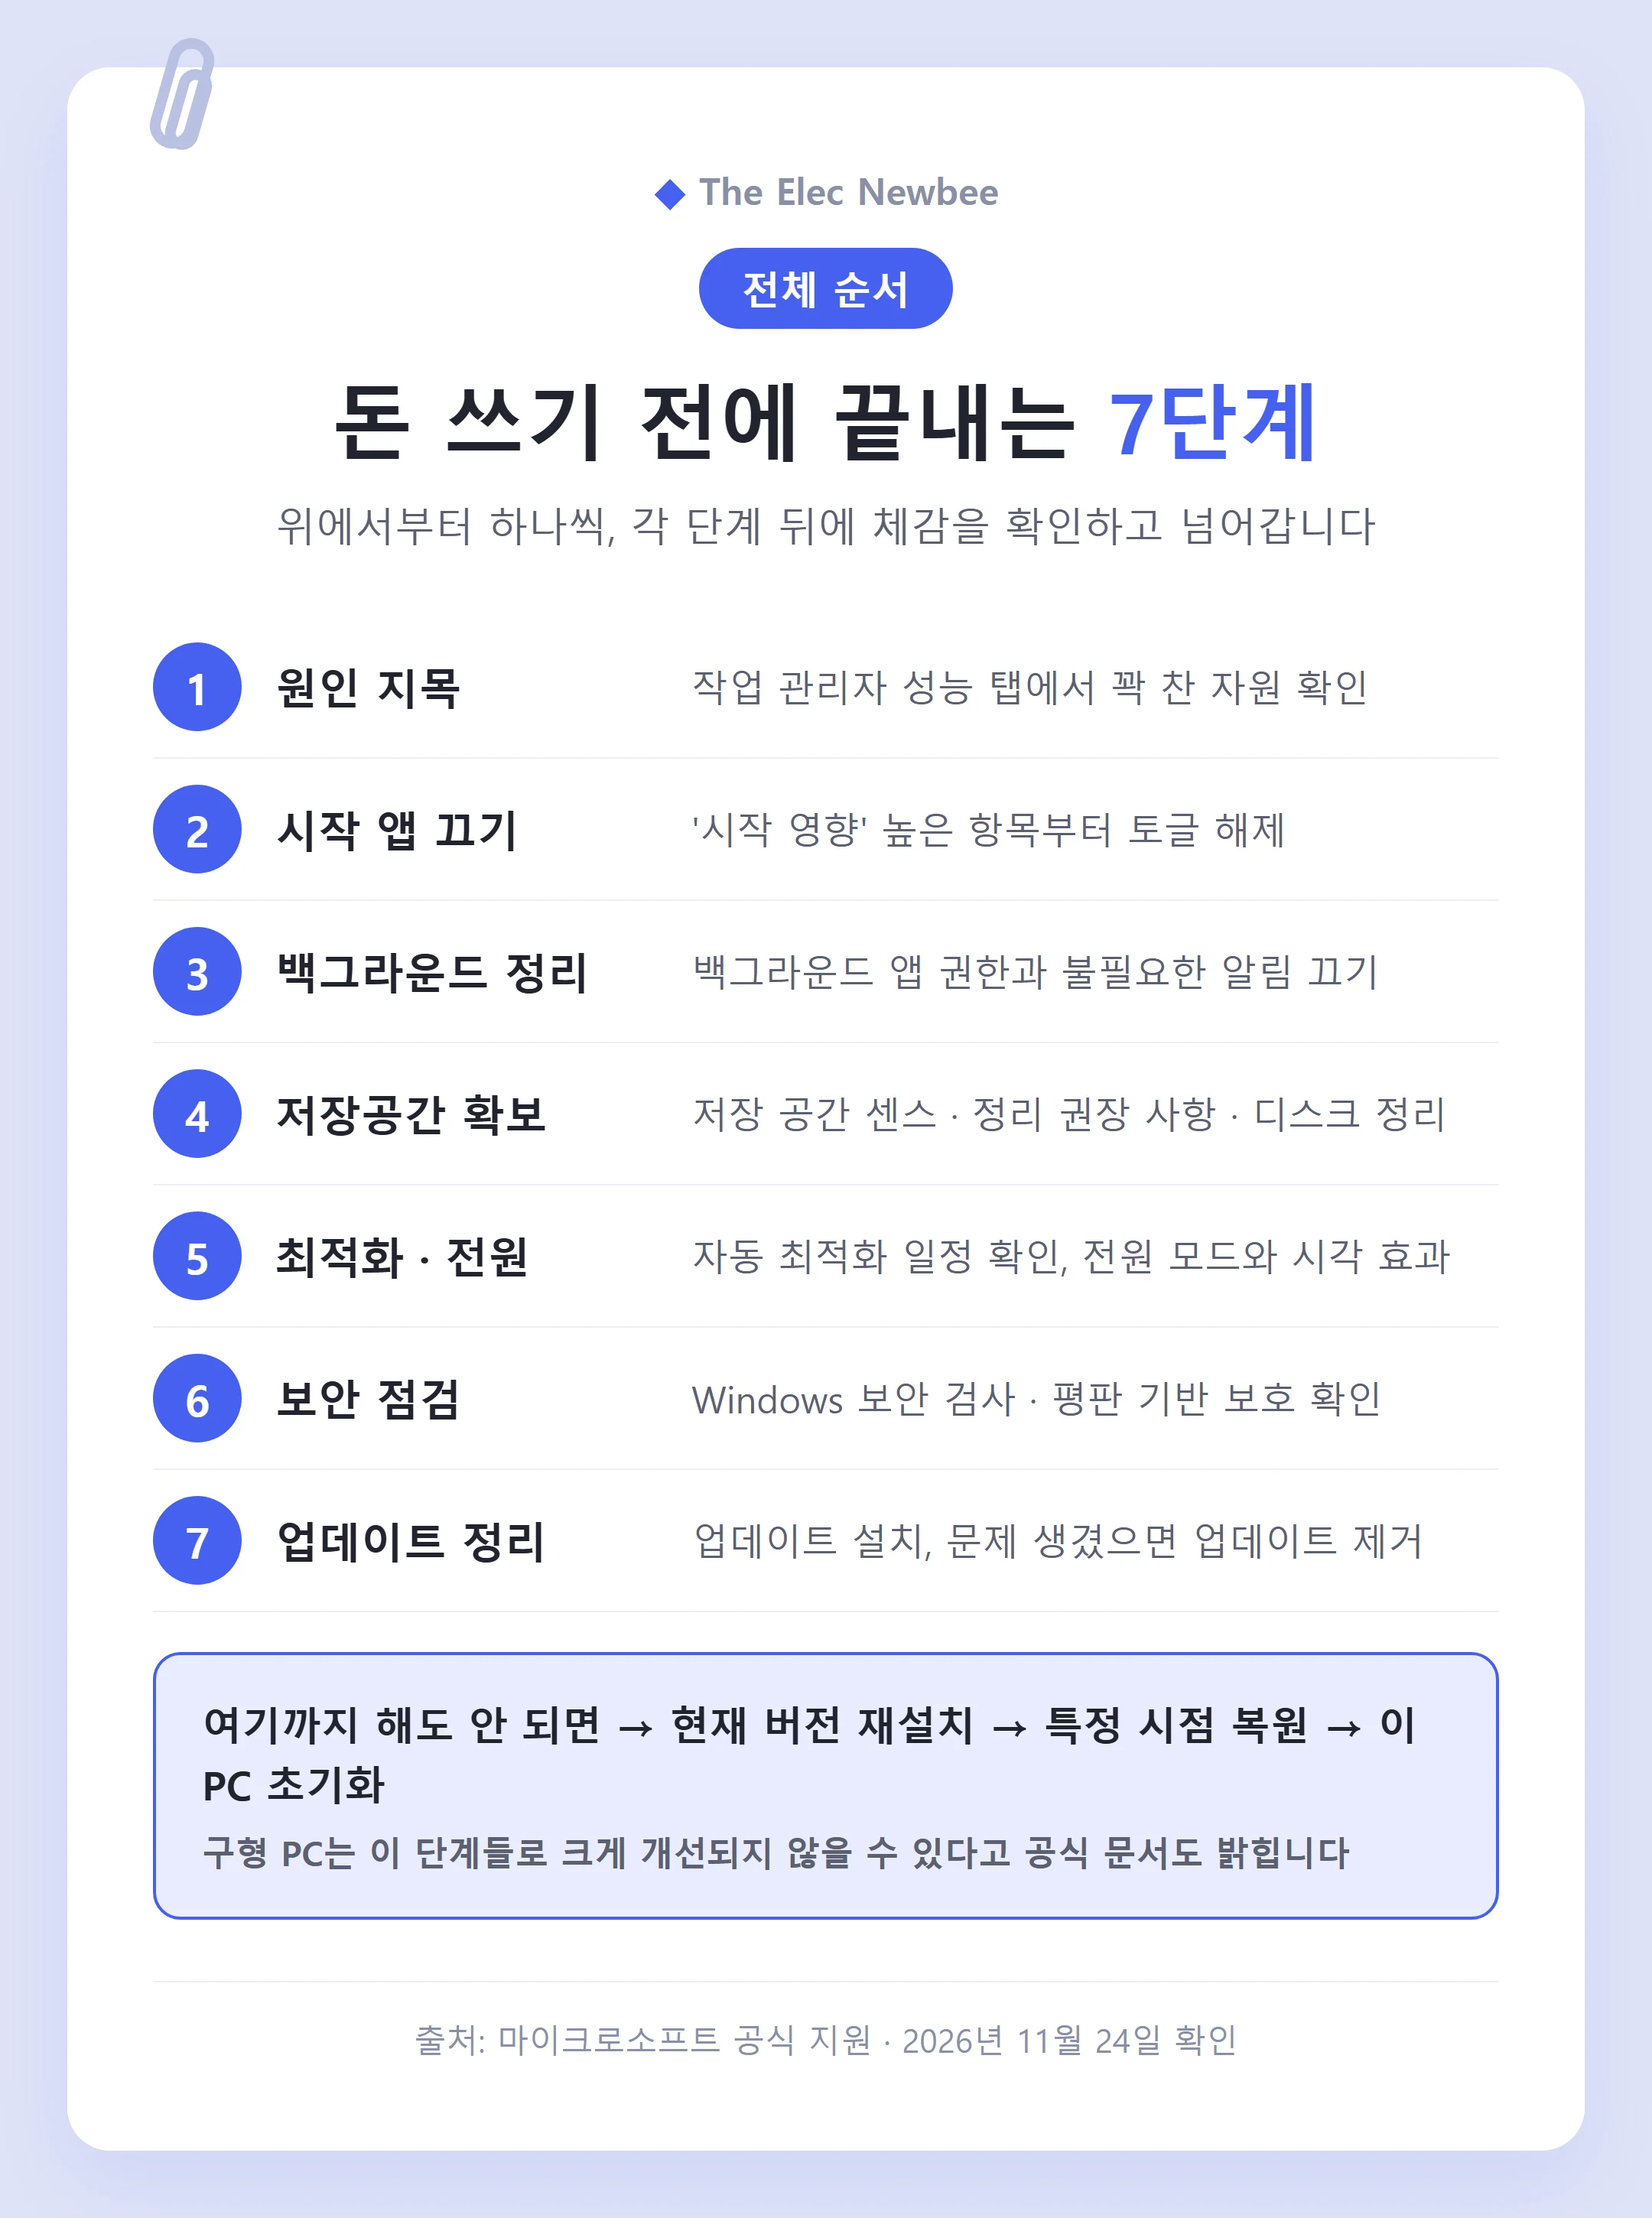 The Elec Newbee
전체 순서
돈 쓰기 전에 끝내는 7단계
위에서부터 하나씩, 각 단계 뒤에 체감을 확인하고 넘어갑니다
1 원인 지목 작업 관리자 성능 탭에서 꽉 찬 자원 확인
2 시작 앱 끄기 '시작 영향' 높은 항목부터 토글 해제
3 백그라운드 정리 백그라운드 앱 권한과 불필요한 알림 끄기
4 저장공간 확보 저장 공간 센스 · 정리 권장 사항 · 디스크 정리
5 최적화 · 전원 자동 최적화 일정 확인, 전원 모드와 시각 효과
6 보안 점검 Windows 보안 검사 · 평판 기반 보호 확인
7 업데이트 정리 업데이트 설치, 문제 생겼으면 업데이트 제거
여기까지 해도 안 되면 → 현재 버전 재설치 → 특정 시점 복원 → 이
PC 초기화
구형 PC는 이 단계들로 크게 개선되지 않을 수 있다고 공식 문서도 밝힙니다
출처: 마이크로소프트 공식 지원 · 2026년 11월 24일 확인